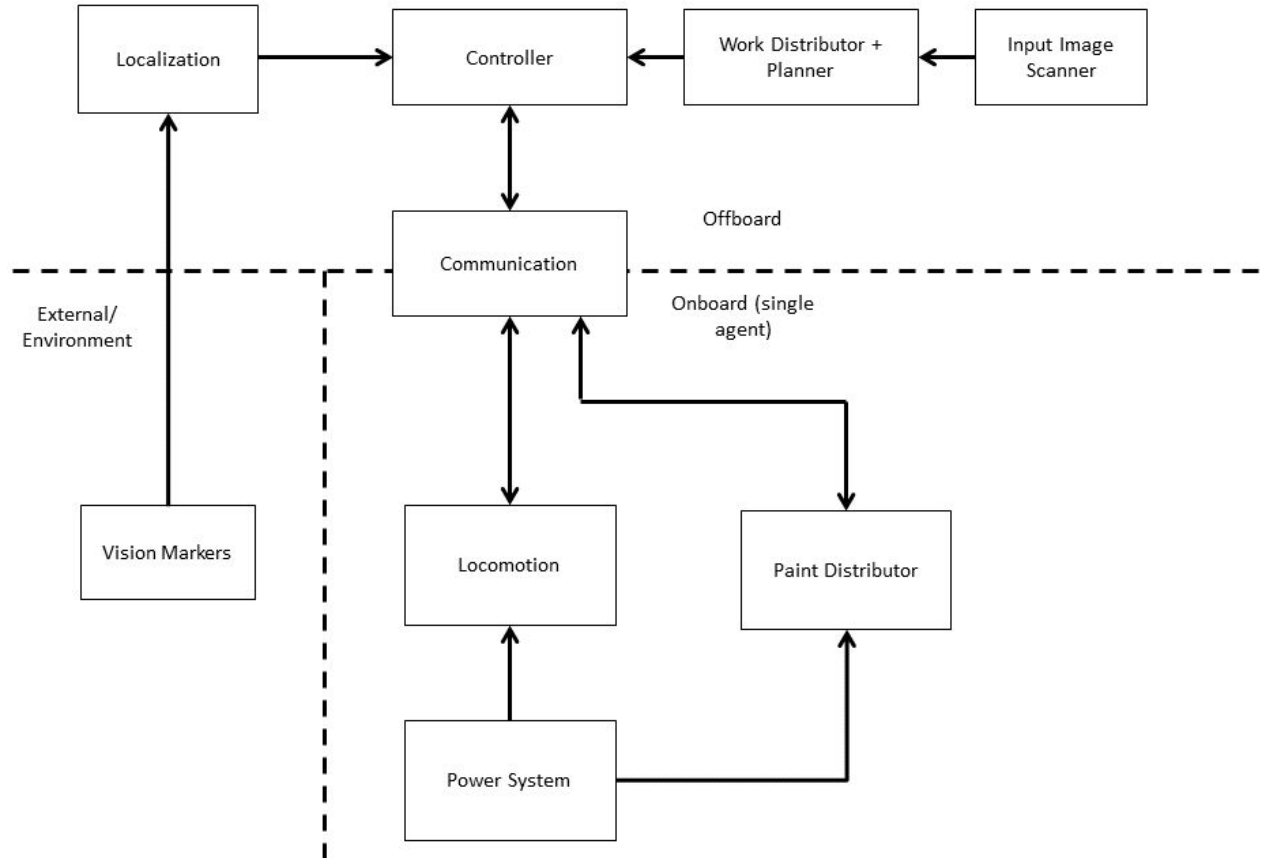 Localization
Controller
Work Distributor +
Planner
Input Image
Scanner
Offboard
Communication
External/
Environment
Onboard (single
agent)
Vision Markers
Locomotion
Paint Distributor
Power System